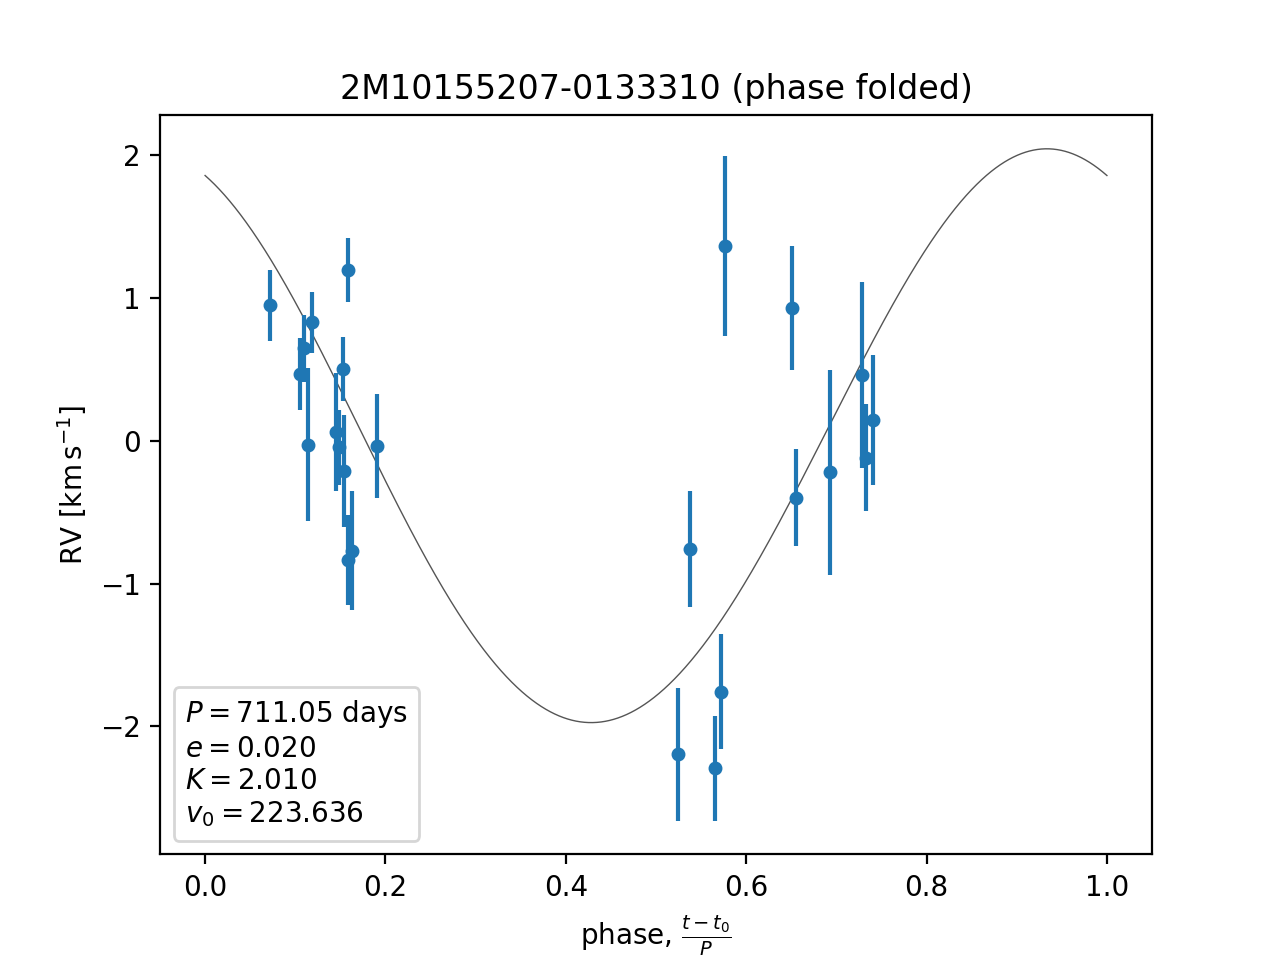 2M10155207-0133310 (phase folded)
RV [km s⁻¹]
2
1
0
−1
−2
P = 711.05 days
e = 0.020
K = 2.010
v₀ = 223.636
0.0 0.2 0.4 0.6 0.8 1.0
phase, (t − t₀)/P